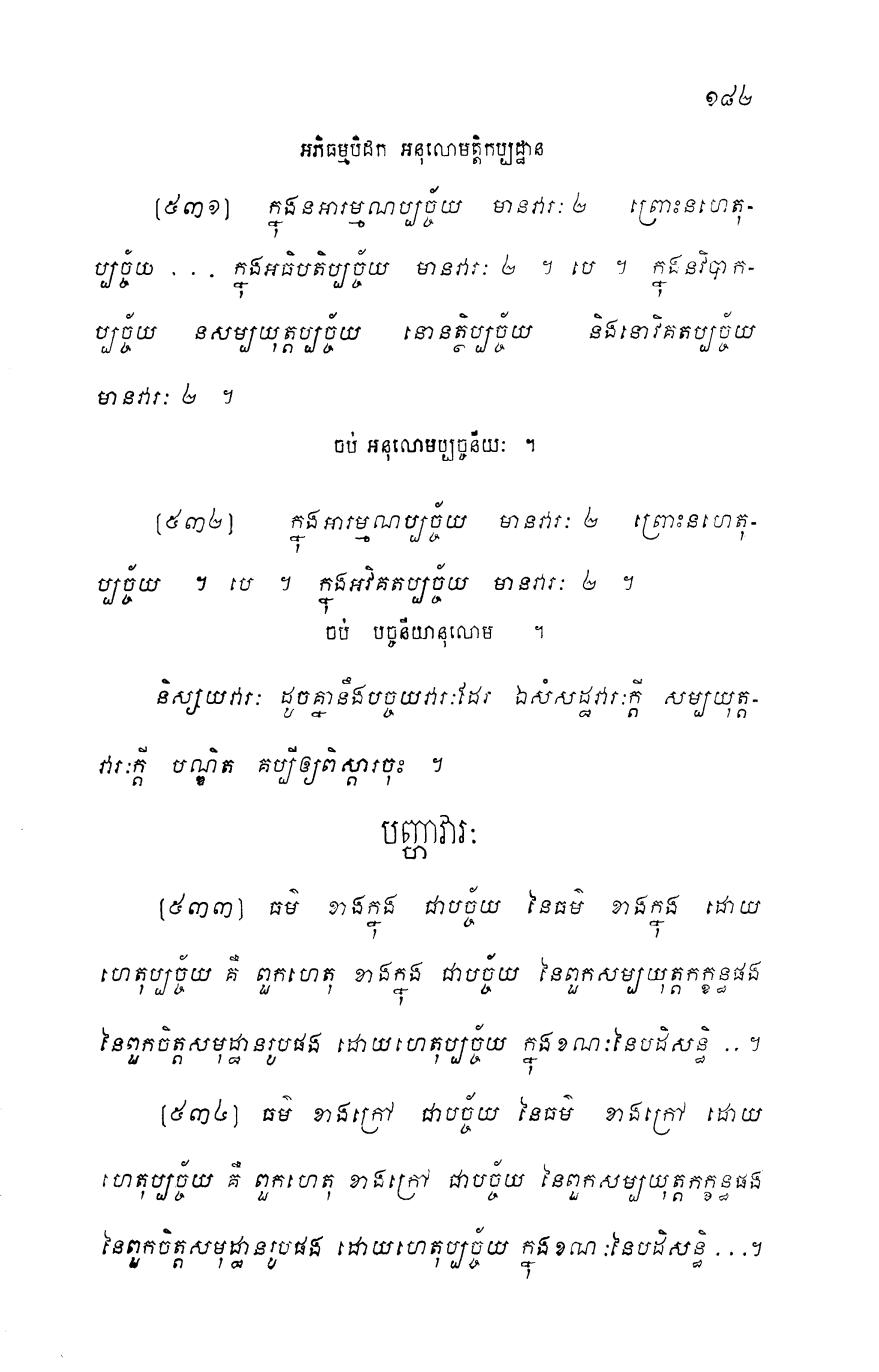 ១៨២
អភិធម្មបិដក អនុលោមត្តិកប្បដ្ឋាន
[៥៣១] ក្នុងនអារម្មណប្បច្ច័យ មានវារៈ ២ ព្រោះនហេតុ-
ប្បច្ច័យ . . . ក្នុងអធិបតិប្បច្ច័យ មានវារៈ ២ ។ បេ ។ ក្នុងនវិបាក-
ប្បច្ច័យ នសម្បយុត្តប្បច្ច័យ នោនត្ថិប្បច្ច័យ និងនោវិគតប្បច្ច័យ
មានវារៈ ២ ។
ចប់ អនុលោមប្បច្ចនីយៈ ។
[៥៣២] ក្នុងអារម្មណប្បច្ច័យ មានវារៈ ២ ព្រោះនហេតុ-
ប្បច្ច័យ ។ បេ ។ ក្នុងអវិគតប្បច្ច័យ មានវារៈ ២ ។
ចប់ បច្ចនីយានុលោម ។
និស្សយវារៈ ដូចគ្នានឹងបច្ចយវារៈដែរ ឯសំសដ្ឋវារៈក្តី សម្បយុត្ត-
វារៈក្តី បណ្ឌិត គប្បីឲ្យពិស្តារចុះ ។
បញ្ហាវារៈ
[៥៣៣] ធម៌ ខាងក្នុង ជាបច្ច័យ នៃធម៌ ខាងក្នុង ដោយ
ហេតុប្បច្ច័យ គឺ ពួកហេតុ ខាងក្នុង ជាបច្ច័យ នៃពួកសម្បយុត្តកក្ខន្ធផង
នៃពួកចិត្តសមុដ្ឋានរូបផង ដោយហេតុប្បច្ច័យ ក្នុងខណៈនៃបដិសន្ធិ ..។
[៥៣៤] ធម៌ ខាងក្រៅ ជាបច្ច័យ នៃធម៌ ខាងក្រៅ ដោយ
ហេតុប្បច្ច័យ គឺ ពួកហេតុ ខាងក្រៅ ជាបច្ច័យ នៃពួកសម្បយុត្តកក្ខន្ធផង
នៃពួកចិត្តសមុដ្ឋានរូបផង ដោយហេតុប្បច្ច័យ ក្នុងខណៈនៃបដិសន្ធិ ...។